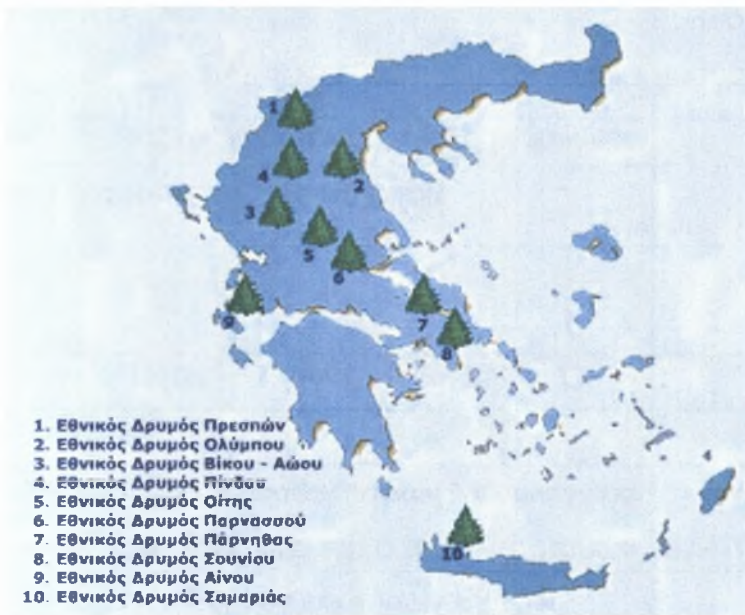 1
4
2
3
5
6
7
9
8
10
1. Εθνικός Δρυμός Πρεσπών
2. Εθνικός Δρυμός Ολύμπου
3. Εθνικός Δρυμός Βίκου - Αώου
4. Εθνικός Δρυμός Πίνδου
5. Εθνικός Δρυμός Οίτης
6. Εθνικός Δρυμός Παρνασσού
7. Εθνικός Δρυμός Πάρνηθας
8. Εθνικός Δρυμός Σουνίου
9. Εθνικός Δρυμός Αίνου
10. Εθνικός Δρυμός Σαμαριάς